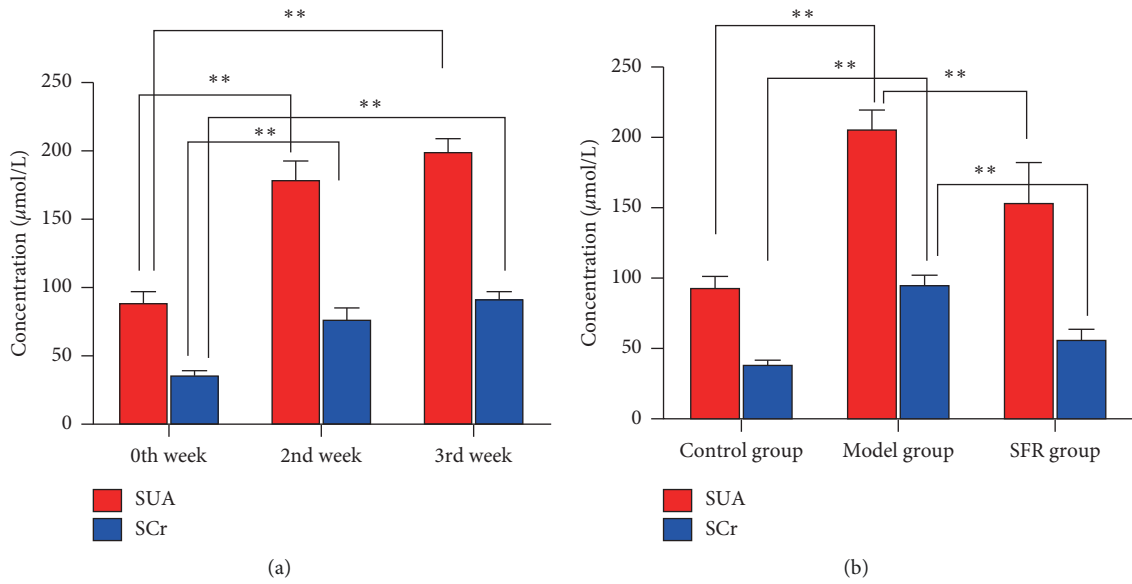 **
**
**
**
250
200
150
100
50
0
Concentration (µmol/L)
0th week
2nd week
3rd week
SUA
SCr
(a)
**
**
**
**
250
200
150
100
50
0
Concentration (µmol/L)
Control group
Model group
SFR group
SUA
SCr
(b)